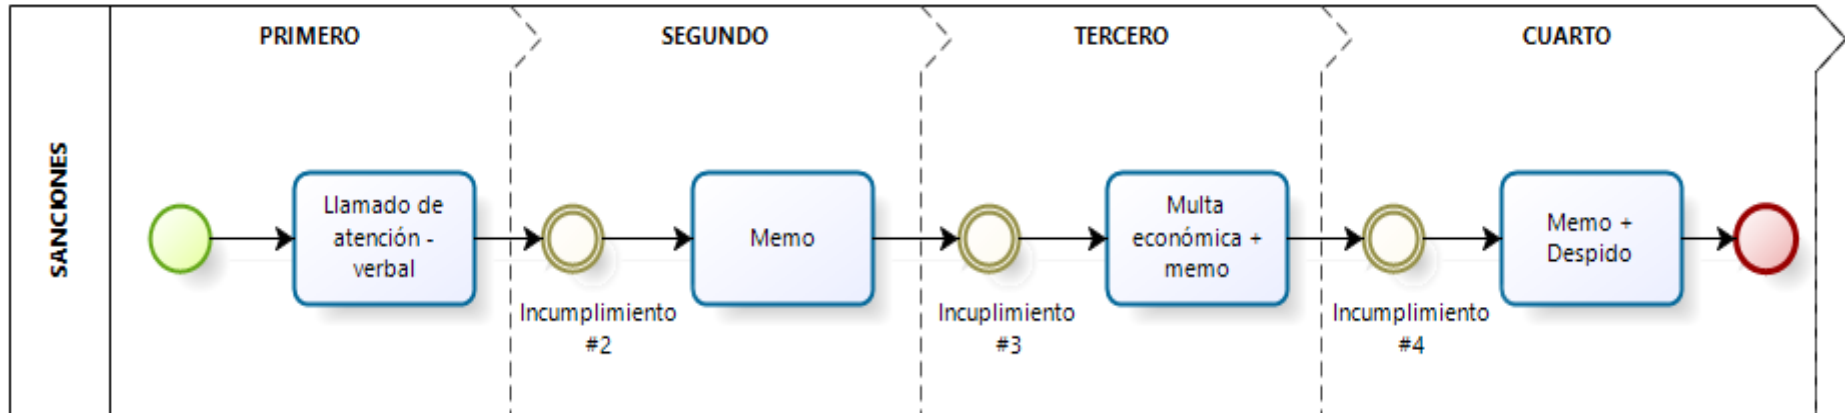 PRIMERO
SEGUNDO
TERCERO
CUARTO
SANCIONES
Llamado de
atención -
verbal
Incumplimiento
#2
Memo
Incuplimiento
#3
Multa
económica +
memo
Incumplimiento
#4
Memo +
Despido